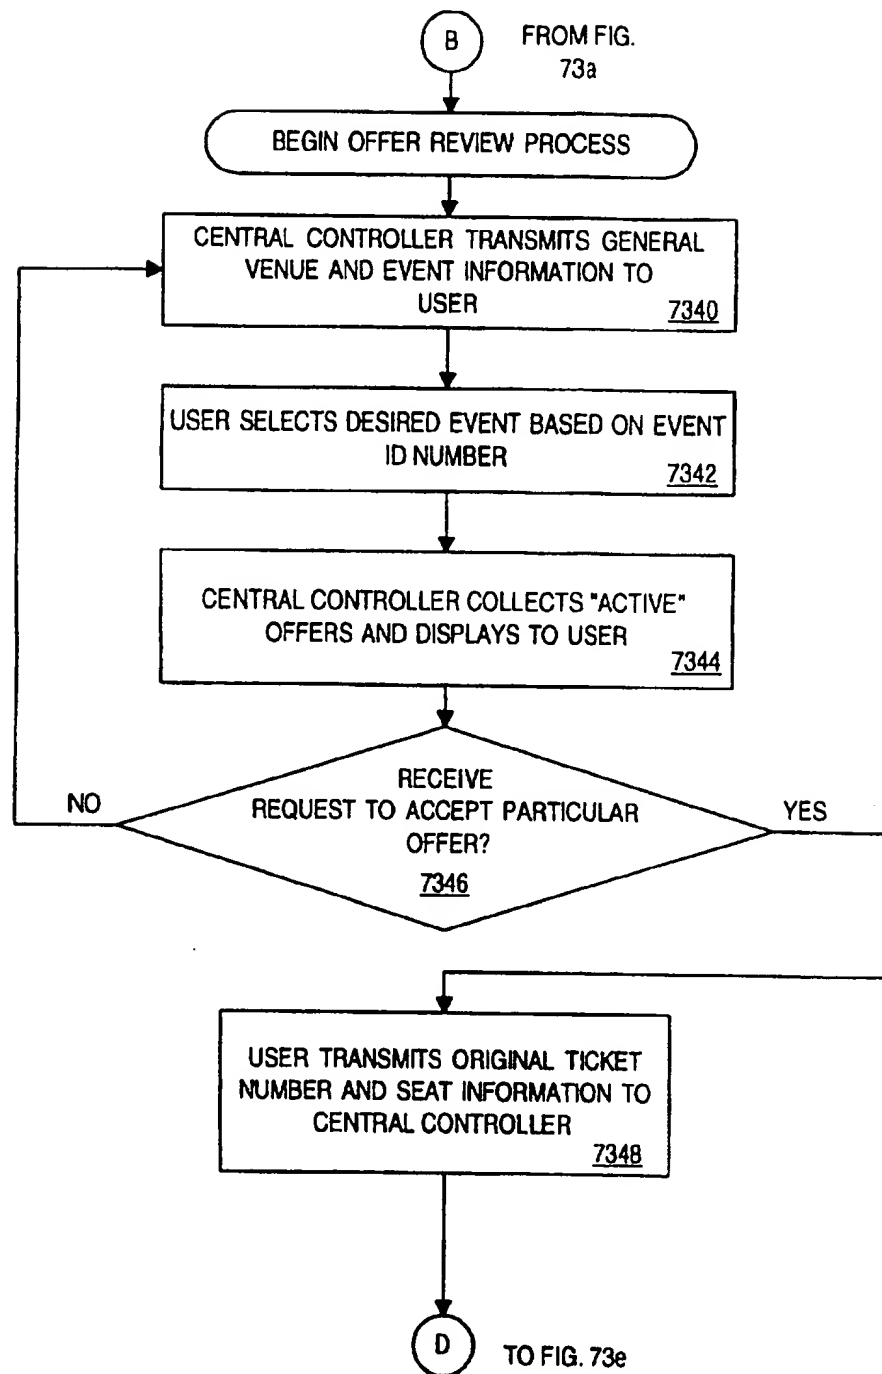 B
FROM FIG.
73a
BEGIN OFFER REVIEW PROCESS
CENTRAL CONTROLLER TRANSMITS GENERAL
VENUE AND EVENT INFORMATION TO
USER
7340
USER SELECTS DESIRED EVENT BASED ON EVENT
ID NUMBER
7342
CENTRAL CONTROLLER COLLECTS "ACTIVE"
OFFERS AND DISPLAYS TO USER
7344
NO
RECEIVE
REQUEST TO ACCEPT PARTICULAR
OFFER?
7346
YES
USER TRANSMITS ORIGINAL TICKET
NUMBER AND SEAT INFORMATION TO
CENTRAL CONTROLLER
7348
D
TO FIG. 73e